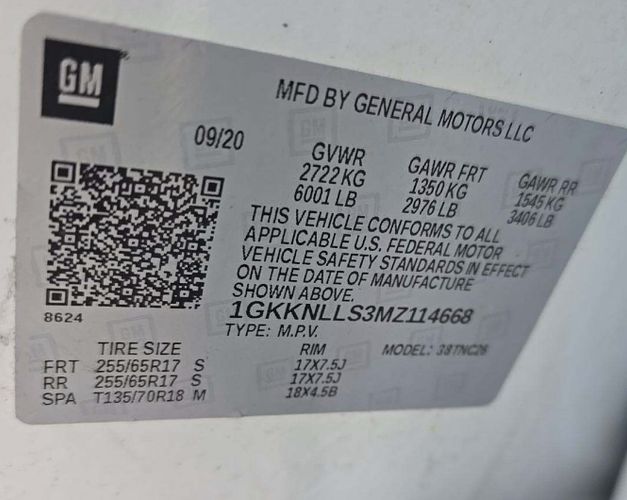 GM
MFD BY GENERAL MOTORS LLC
09/20
GVWR GAWR FRT GAWR RR
2722 KG 1350 KG 1545 KG
6001 LB 2976 LB 3406 LB
THIS VEHICLE CONFORMS TO ALL
APPLICABLE U.S. FEDERAL MOTOR
VEHICLE SAFETY STANDARDS IN EFFECT
ON THE DATE OF MANUFACTURE
SHOWN ABOVE.
8624
1GKKNLLS3MZ114668
TYPE: M.P.V. MODEL: 38TNC26
TIRE SIZE RIM
FRT 255/65R17 S 17X7.5J
RR 255/65R17 S 17X7.5J
SPA T135/70R18 M 18X4.5B